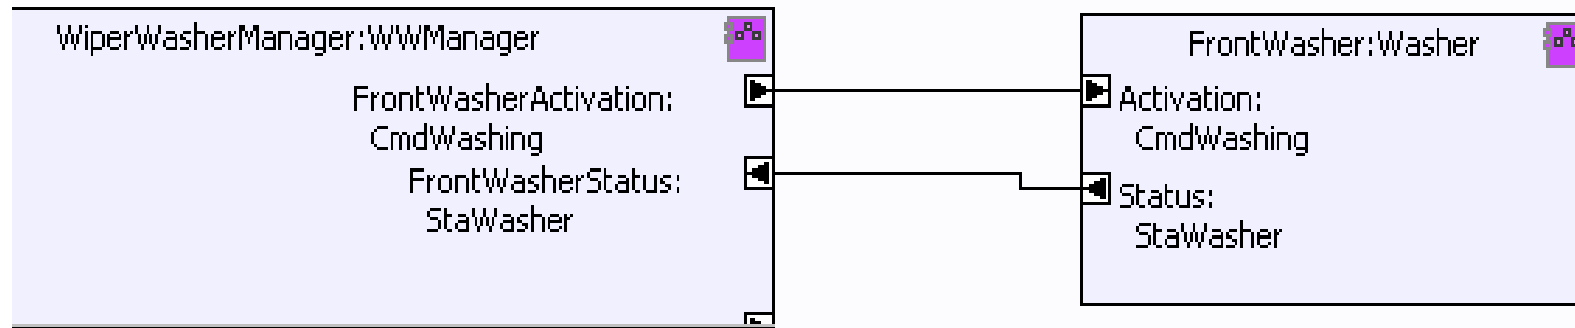 WiperWasherManager:WWManager
FrontWasherActivation:
CmdWashing
FrontWasherStatus:
StaWasher
FrontWasher:Washer
Activation:
CmdWashing
Status:
StaWasher